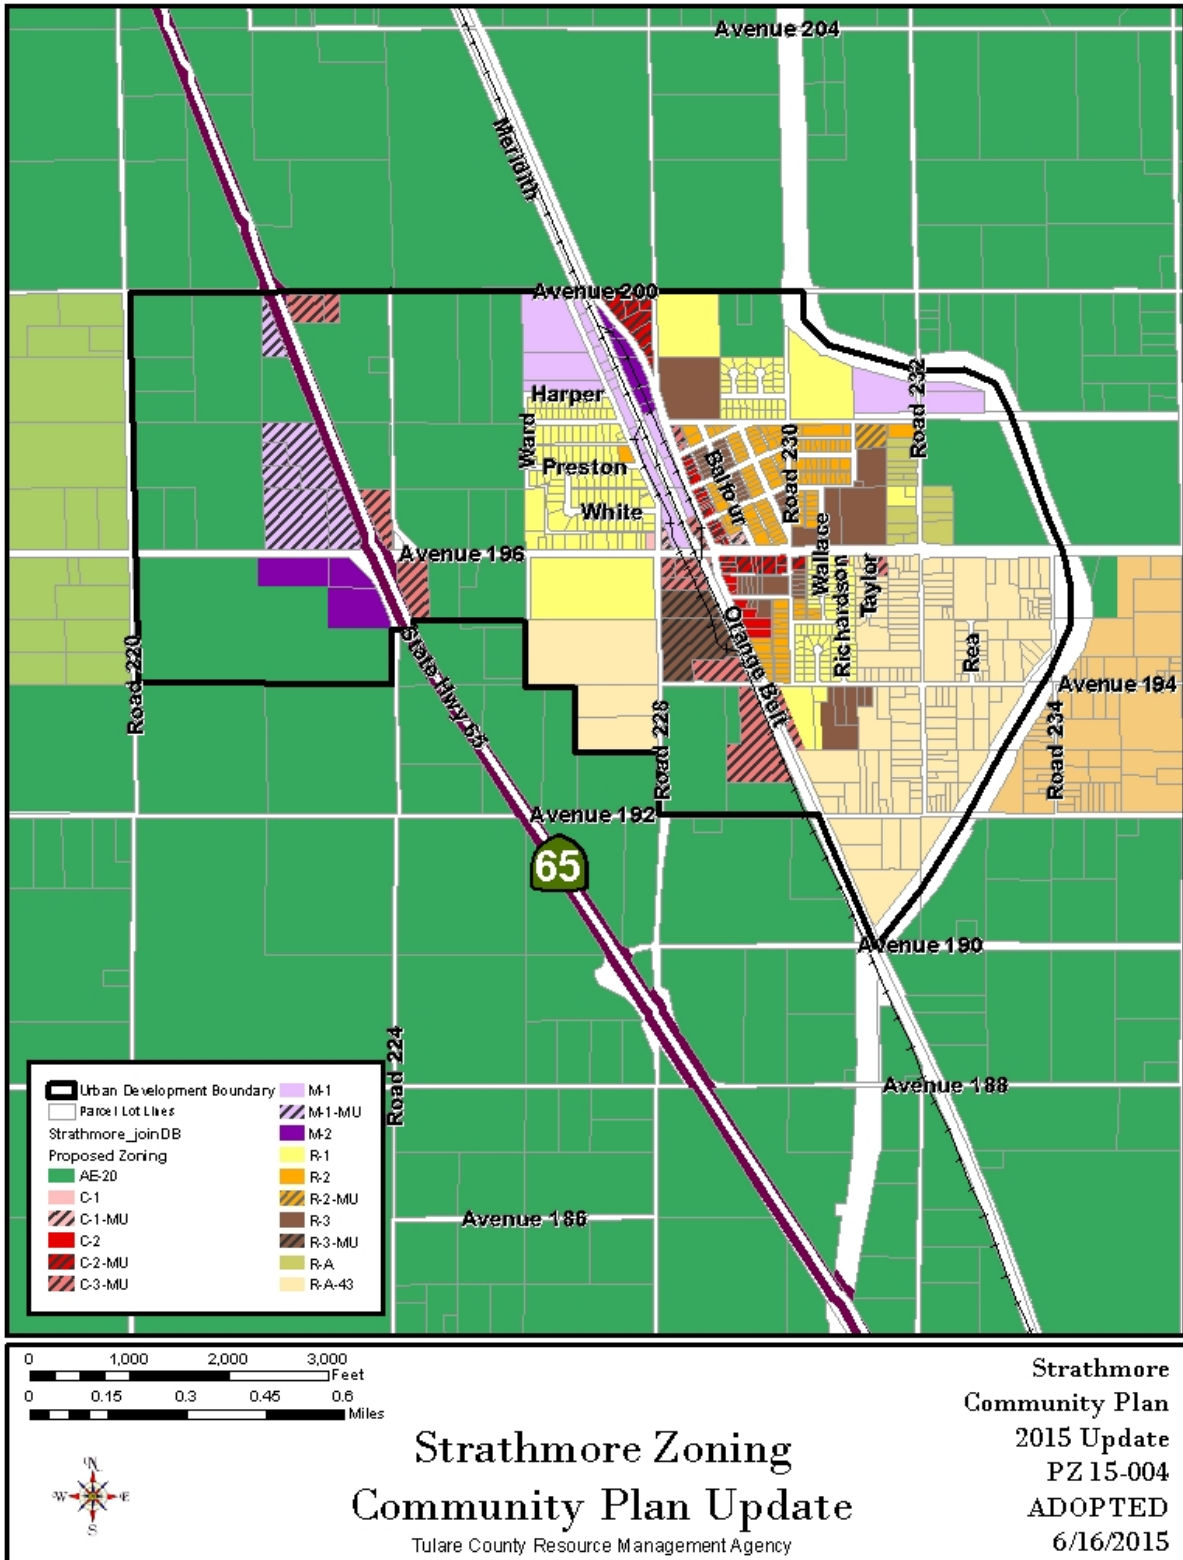 Avenue 204
Meridith
Avenue 200
Road 232
Harper
Ward
Road 230
Balfour
Preston
White
Wallace
Avenue 196
Richardson
Taylor
Orange Belt
Rea
State Hwy 65
Road 220
Avenue 194
Road 228
Road 234
Avenue 192
65
Avenue 190
Road 224
Avenue 188
Avenue 186
Urban Development Boundary
Parcel Lot Lines
Strathmore_joinDB
Proposed Zoning
AE-20
C-1
C-1-MU
C-2
C-2-MU
C-3-MU
M-1
M-1-MU
M-2
R-1
R-2
R-2-MU
R-3
R-3-MU
R-A
R-A-43
0 1,000 2,000 3,000
Feet
0 0.15 0.3 0.45 0.6
Miles
N
W E
S
Strathmore Zoning
Community Plan Update
Tulare County Resource Management Agency
Strathmore
Community Plan
2015 Update
PZ 15-004
ADOPTED
6/16/2015